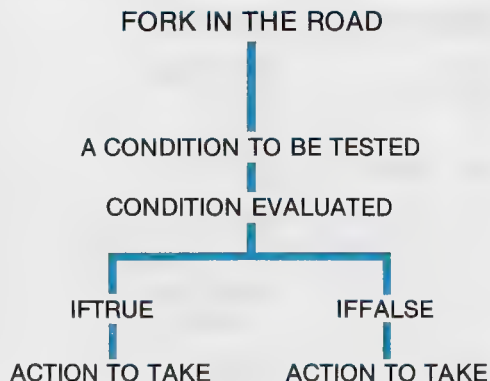 FORK IN THE ROAD
A CONDITION TO BE TESTED
CONDITION EVALUATED
IFTRUE IFFALSE
ACTION TO TAKE ACTION TO TAKE